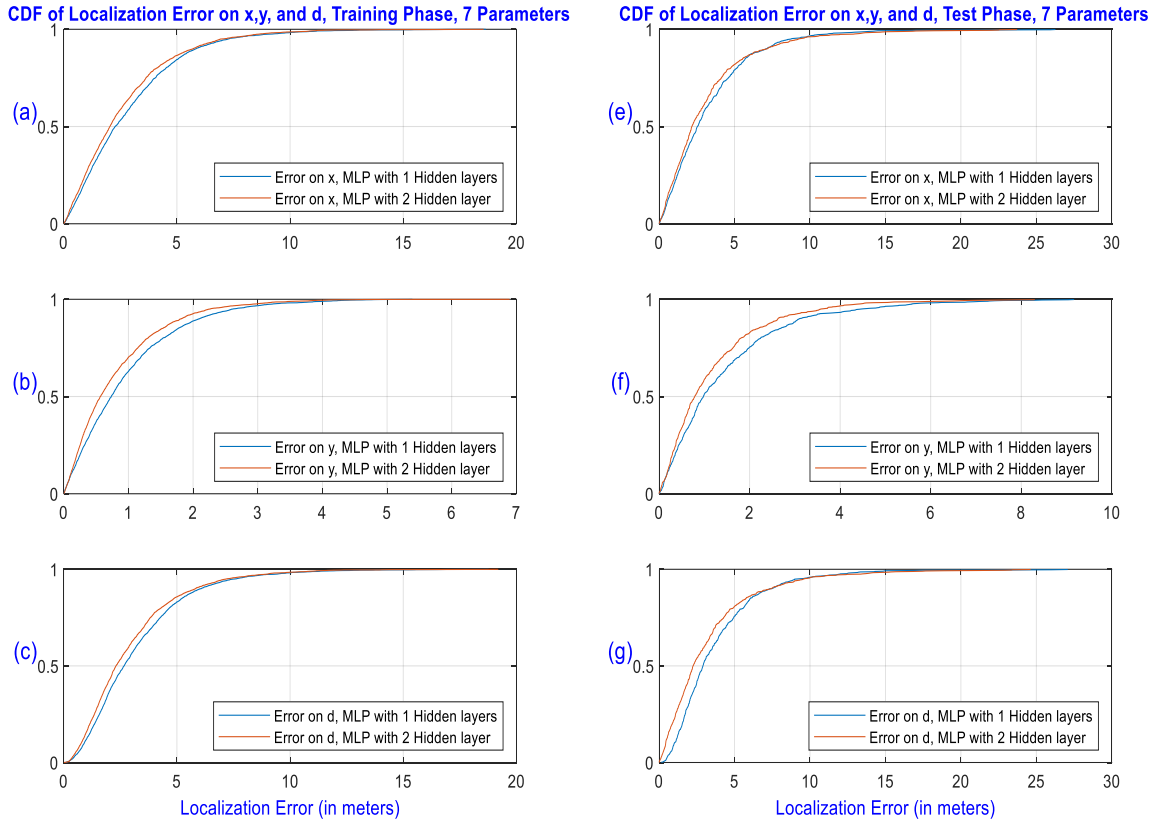 CDF of Localization Error on x,y, and d, Training Phase, 7 Parameters
(a)
1
0.5
0
0 5 10 15 20
Error on x, MLP with 1 Hidden layers
Error on x, MLP with 2 Hidden layer
(b)
1
0.5
0
0 1 2 3 4 5 6 7
Error on y, MLP with 1 Hidden layers
Error on y, MLP with 2 Hidden layer
(c)
1
0.5
0
0 5 10 15 20
Error on d, MLP with 1 Hidden layers
Error on d, MLP with 2 Hidden layer
Localization Error (in meters)
CDF of Localization Error on x,y, and d, Test Phase, 7 Parameters
(e)
1
0.5
0
0 5 10 15 20 25 30
Error on x, MLP with 1 Hidden layers
Error on x, MLP with 2 Hidden layer
(f)
1
0.5
0
0 2 4 6 8 10
Error on y, MLP with 1 Hidden layers
Error on y, MLP with 2 Hidden layer
(g)
1
0.5
0
0 5 10 15 20 25 30
Error on d, MLP with 1 Hidden layers
Error on d, MLP with 2 Hidden layer
Localization Error (in meters)